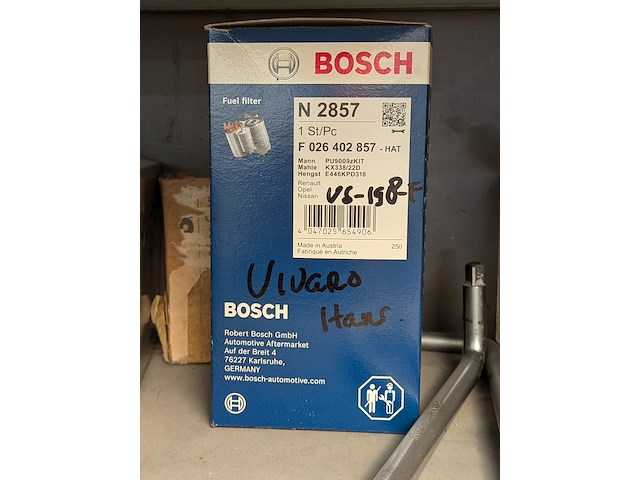 BOSCH
Fuel filter
N 2857
1 St/Pc
F 026 402 857 - HAT
Mann PU9009zKIT
Mahle KX338/22D
Hengst E446KPD318
Renault
Opel
Nissan
VS-198-F
4 047025 654906
Made in Austria 250
Fabriqué en Autriche
Vivaro
Hans.
BOSCH
Robert Bosch GmbH
Automotive Aftermarket
Auf der Breit 4
76227 Karlsruhe,
GERMANY
www.bosch-automotive.com